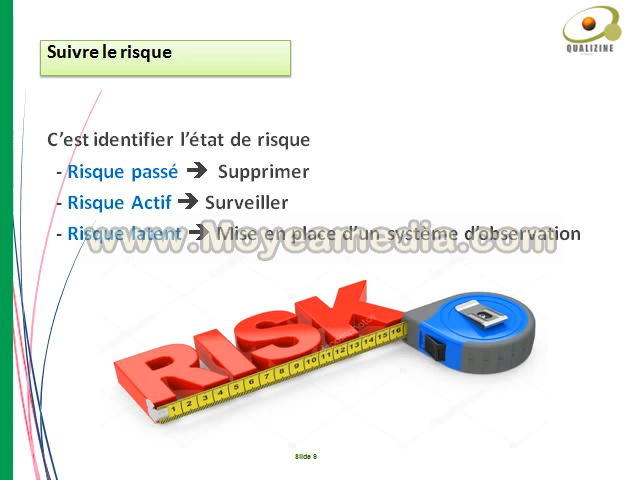 Suivre le risque
QUALIZINE
C'est identifier l'état de risque
- Risque passé ➔ Supprimer
- Risque Actif ➔ Surveiller
- Risque latent ➔ Mise en place d'un système d'observation
www.Moyeamedia.com
RISK
1 2 3 4 5 6 7 8 9 10 11 12 13 14 15 16
Slide 9